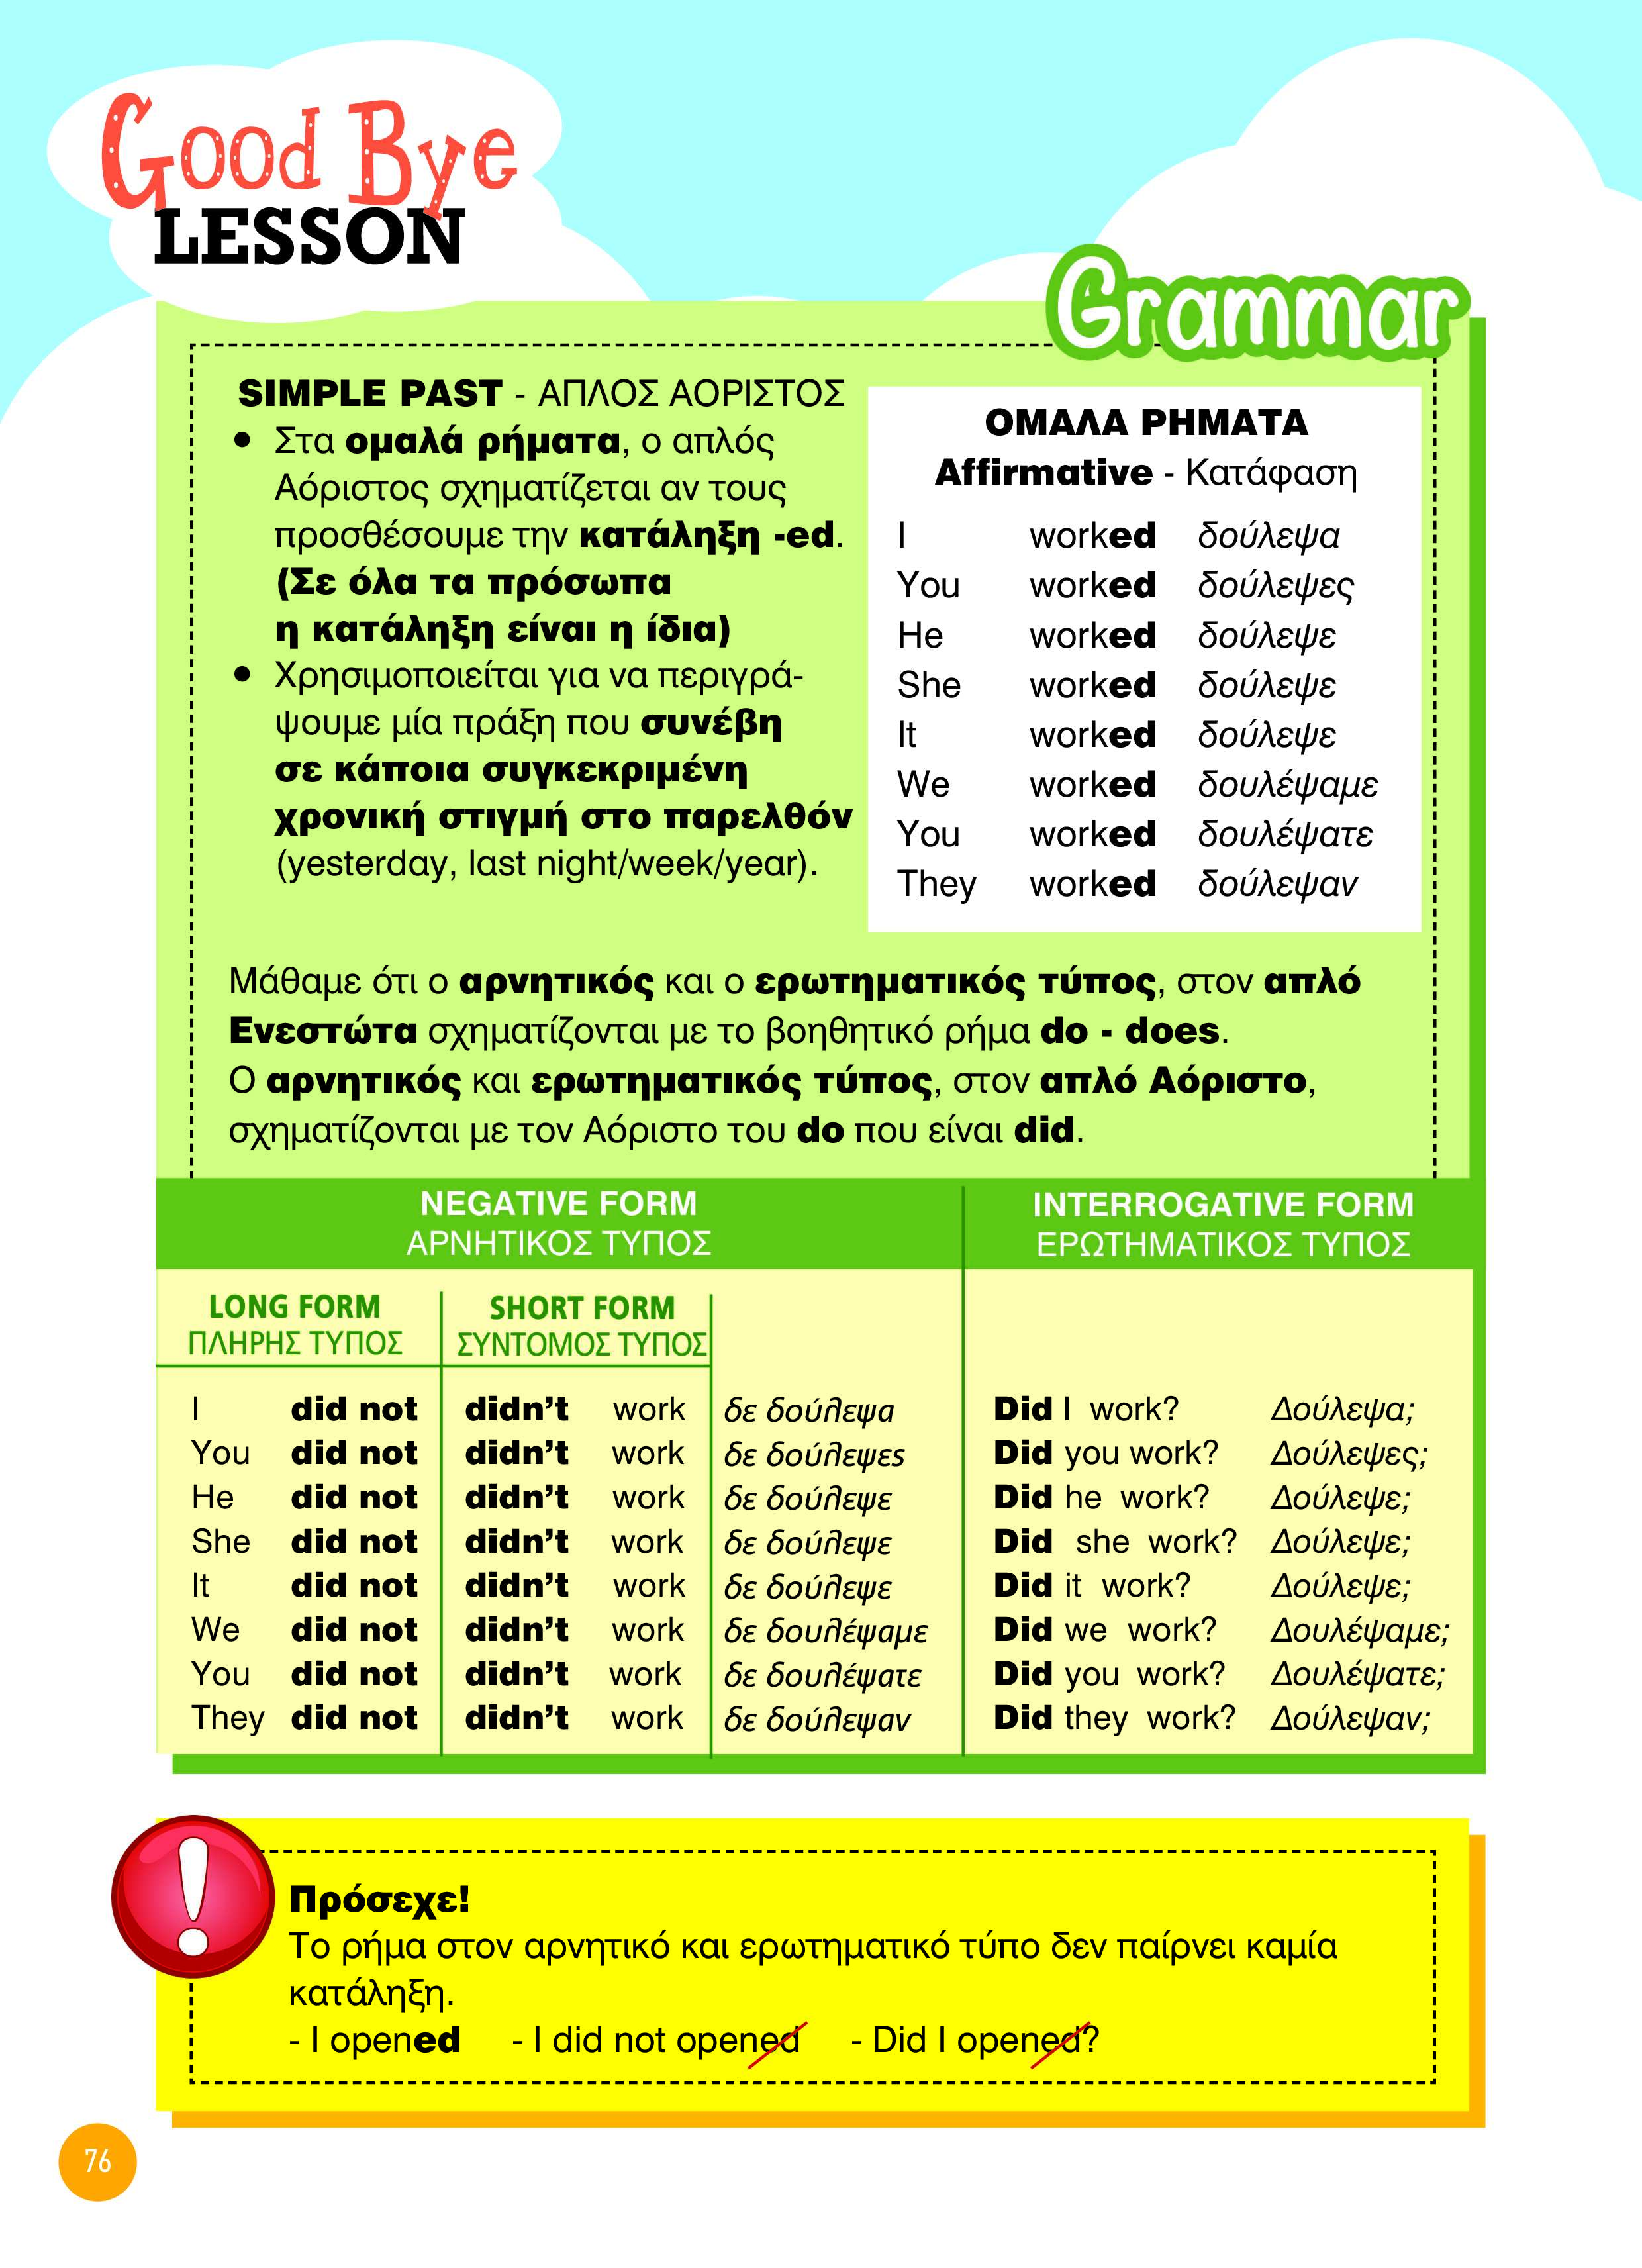 Good Bye
LESSON
Grammar
SIMPLE PAST - ΑΠΛΟΣ ΑΟΡΙΣΤΟΣ
• Στα ομαλά ρήματα, ο απλός
Αόριστος σχηματίζεται αν τους
προσθέσουμε την κατάληξη -ed.
(Σε όλα τα πρόσωπα
η κατάληξη είναι η ίδια)
• Χρησιμοποιείται για να περιγρά-
ψουμε μία πράξη που συνέβη
σε κάποια συγκεκριμένη
χρονική στιγμή στο παρελθόν
(yesterday, last night/week/year).
ΟΜΑΛΑ ΡΗΜΑΤΑ
Affirmative - Κατάφαση
I worked δούλεψα
You worked δούλεψες
He worked δούλεψε
She worked δούλεψε
It worked δούλεψε
We worked δουλέψαμε
You worked δουλέψατε
They worked δούλεψαν
Μάθαμε ότι ο αρνητικός και ο ερωτηματικός τύπος, στον απλό
Ενεστώτα σχηματίζονται με το βοηθητικό ρήμα do - does.
Ο αρνητικός και ερωτηματικός τύπος, στον απλό Αόριστο,
σχηματίζονται με τον Αόριστο του do που είναι did.
NEGATIVE FORM
ΑΡΝΗΤΙΚΟΣ ΤΥΠΟΣ
INTERROGATIVE FORM
ΕΡΩΤΗΜΑΤΙΚΟΣ ΤΥΠΟΣ
LONG FORM
ΠΛΗΡΗΣ ΤΥΠΟΣ
SHORT FORM
ΣΥΝΤΟΜΟΣ ΤΥΠΟΣ
I did not didn't work δε δούλεψα Did I work? Δούλεψα;
You did not didn't work δε δούλεψες Did you work? Δούλεψες;
He did not didn't work δε δούλεψε Did he work? Δούλεψε;
She did not didn't work δε δούλεψε Did she work? Δούλεψε;
It did not didn't work δε δούλεψε Did it work? Δούλεψε;
We did not didn't work δε δουλέψαμε Did we work? Δουλέψαμε;
You did not didn't work δε δουλέψατε Did you work? Δουλέψατε;
They did not didn't work δε δούλεψαν Did they work? Δούλεψαν;
Πρόσεχε!
Το ρήμα στον αρνητικό και ερωτηματικό τύπο δεν παίρνει καμία
κατάληξη.
- I opened - I did not opened - Did I opened?
76